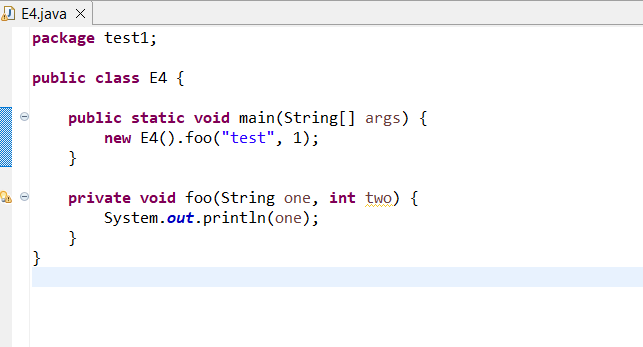 E4.java
package test1;
public class E4 {
public static void main(String[] args) {
new E4().foo("test", 1);
}
private void foo(String one, int two) {
System.out.println(one);
}
}